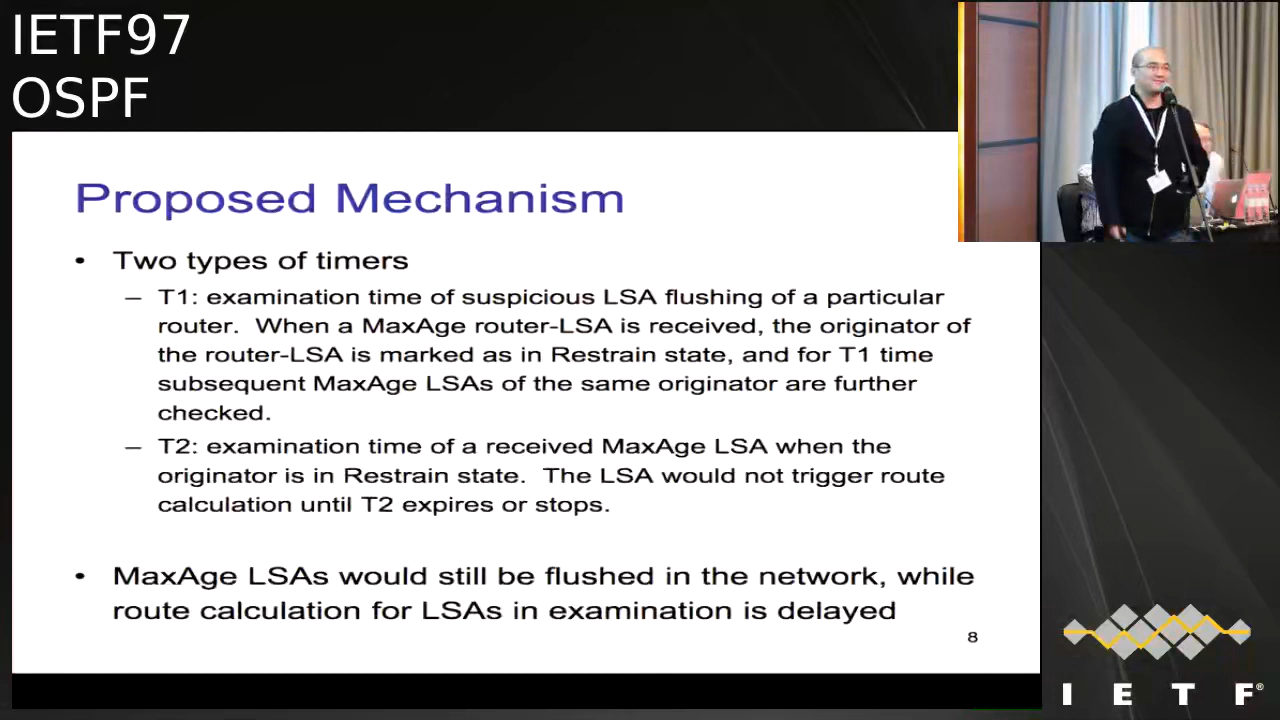 IETF97
OSPF
Proposed Mechanism
• Two types of timers
– T1: examination time of suspicious LSA flushing of a particular
router.  When a MaxAge router-LSA is received, the originator of
the router-LSA is marked as in Restrain state, and for T1 time
subsequent MaxAge LSAs of the same originator are further
checked.
– T2: examination time of a received MaxAge LSA when the
originator is in Restrain state.  The LSA would not trigger route
calculation until T2 expires or stops.
• MaxAge LSAs would still be flushed in the network, while
route calculation for LSAs in examination is delayed
8
I E T F®